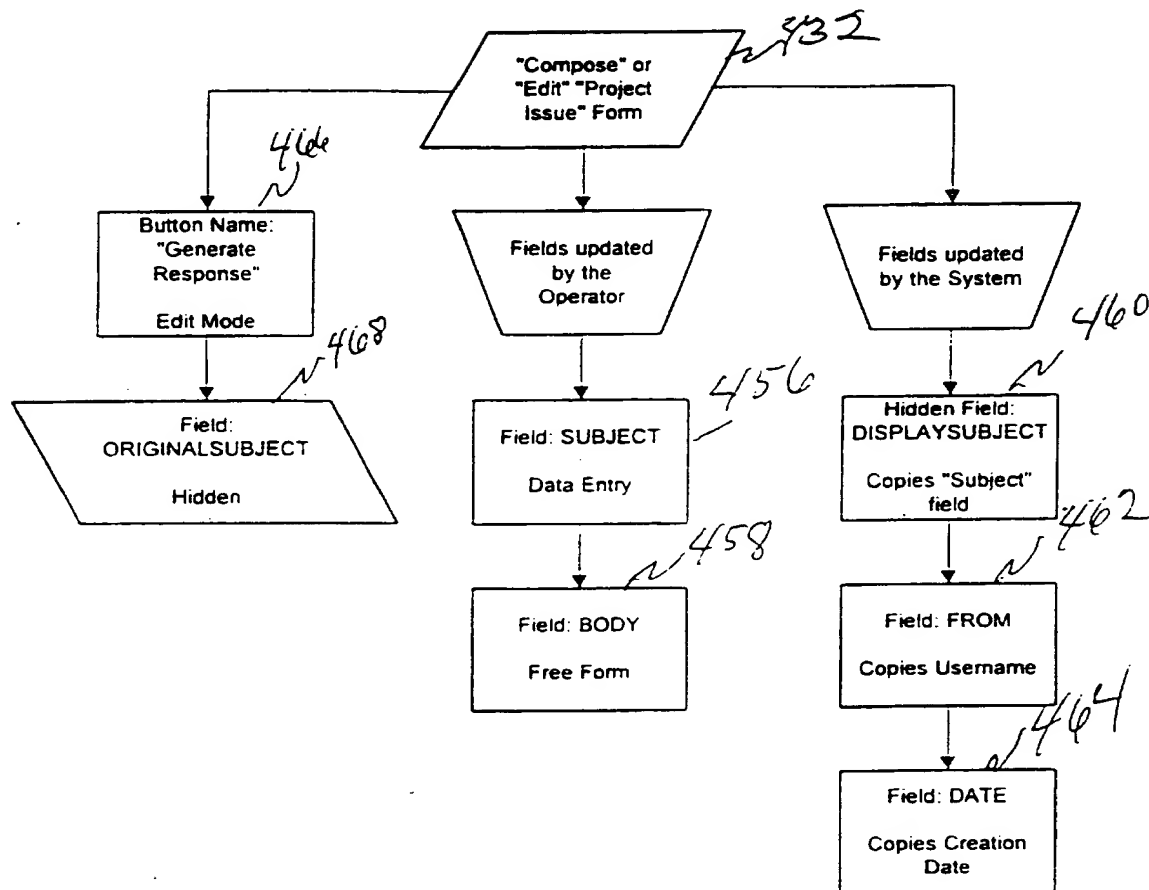 432
"Compose" or
"Edit" "Project
Issue" Form
466
Button Name:
"Generate
Response"
Edit Mode
468
Field:
ORIGINALSUBJECT
Hidden
Fields updated
by the
Operator
456
Field: SUBJECT
Data Entry
458
Field: BODY
Free Form
Fields updated
by the System
460
Hidden Field:
DISPLAYSUBJECT
Copies "Subject"
field
462
Field: FROM
Copies Username
464
Field: DATE
Copies Creation
Date